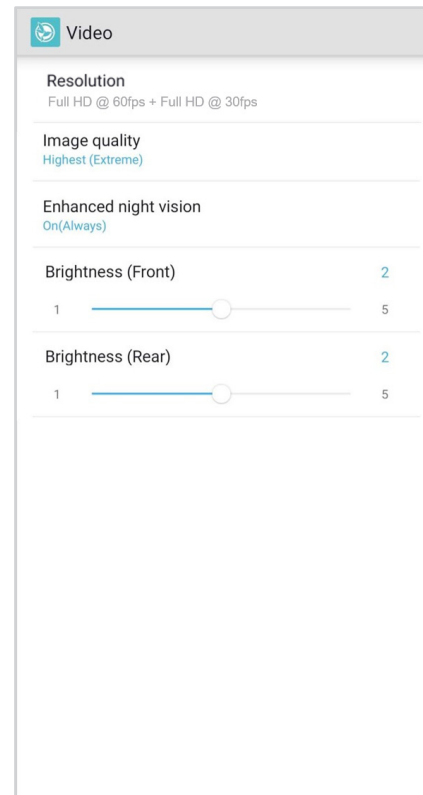 Video
Resolution
Full HD @ 60fps + Full HD @ 30fps
Image quality
Highest (Extreme)
Enhanced night vision
On(Always)
Brightness (Front) 2
1 5
Brightness (Rear) 2
1 5